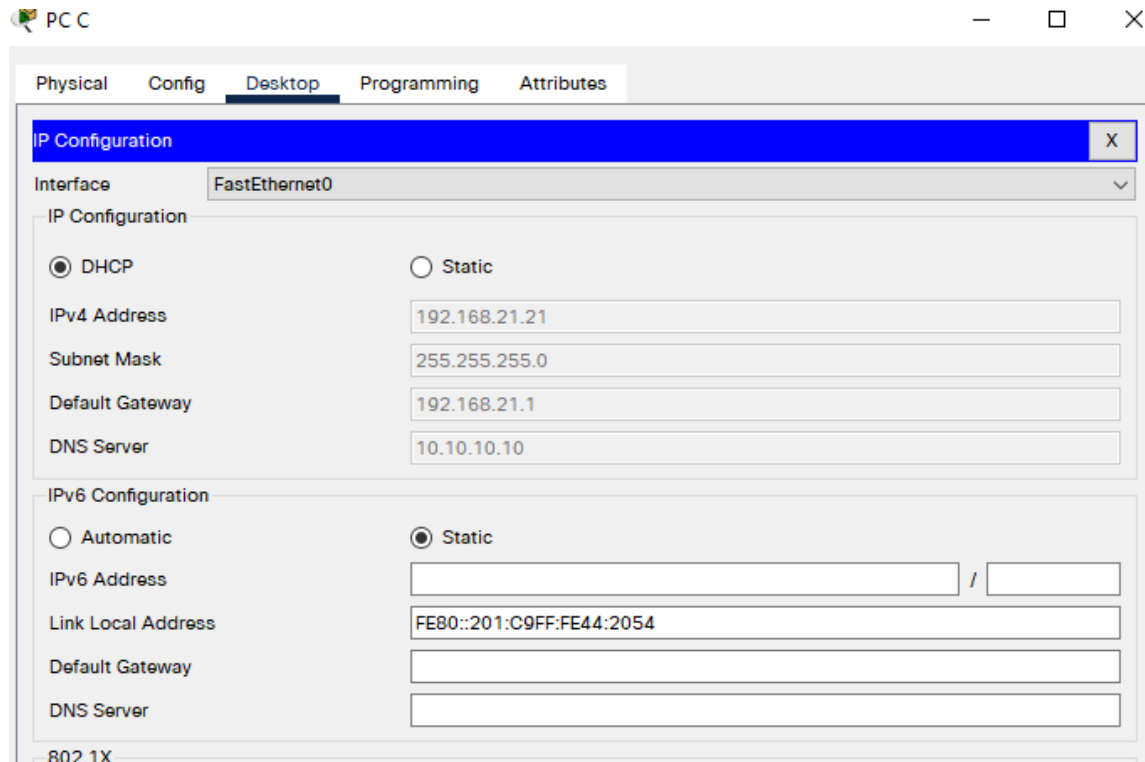 PC C
Physical Config Desktop Programming Attributes
IP Configuration X
Interface FastEthernet0
IP Configuration
DHCP Static
IPv4 Address 192.168.21.21
Subnet Mask 255.255.255.0
Default Gateway 192.168.21.1
DNS Server 10.10.10.10
IPv6 Configuration
Automatic Static
IPv6 Address /
Link Local Address FE80::201:C9FF:FE44:2054
Default Gateway
DNS Server
802.1X